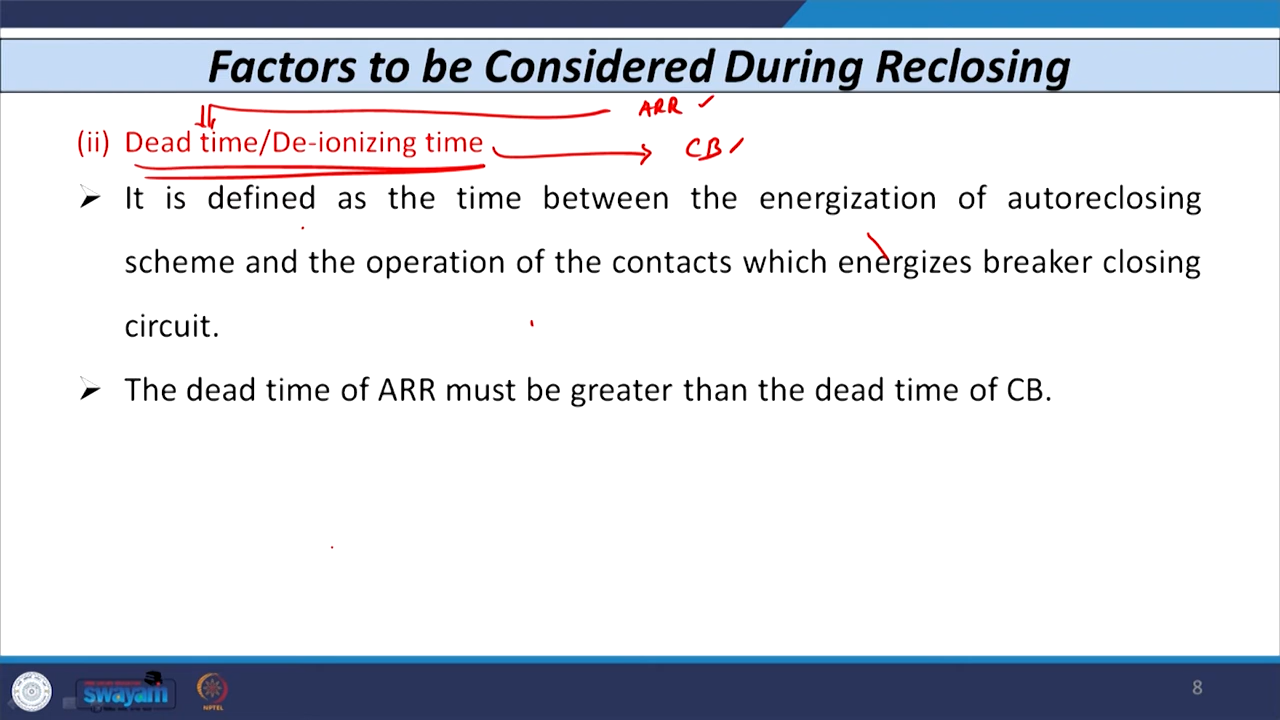 Factors to be Considered During Reclosing
ARR ✓
(ii) Dead time/De-ionizing time
CB ✓
➢ It is defined as the time between the energization of autoreclosing
scheme and the operation of the contacts which energizes breaker closing
circuit.
➢ The dead time of ARR must be greater than the dead time of CB.
swayam
NPTEL
8